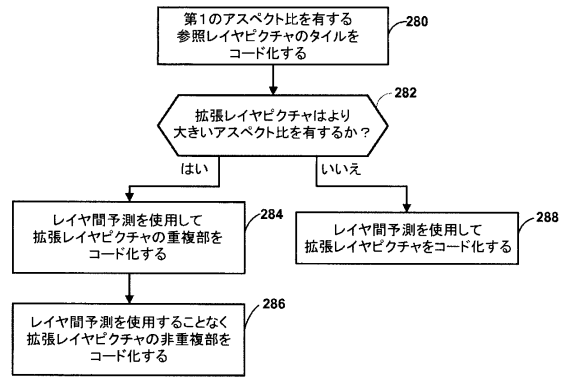 第１のアスペクト比を有する
参照レイヤピクチャのタイルを
コード化する
280
拡張レイヤピクチャはより
大きいアスペクト比を有するか？
282
はい
いいえ
レイヤ間予測を使用して
拡張レイヤピクチャの重複部を
コード化する
284
レイヤ間予測を使用して
拡張レイヤピクチャをコード化する
288
レイヤ間予測を使用することなく
拡張レイヤピクチャの非重複部を
コード化する
286